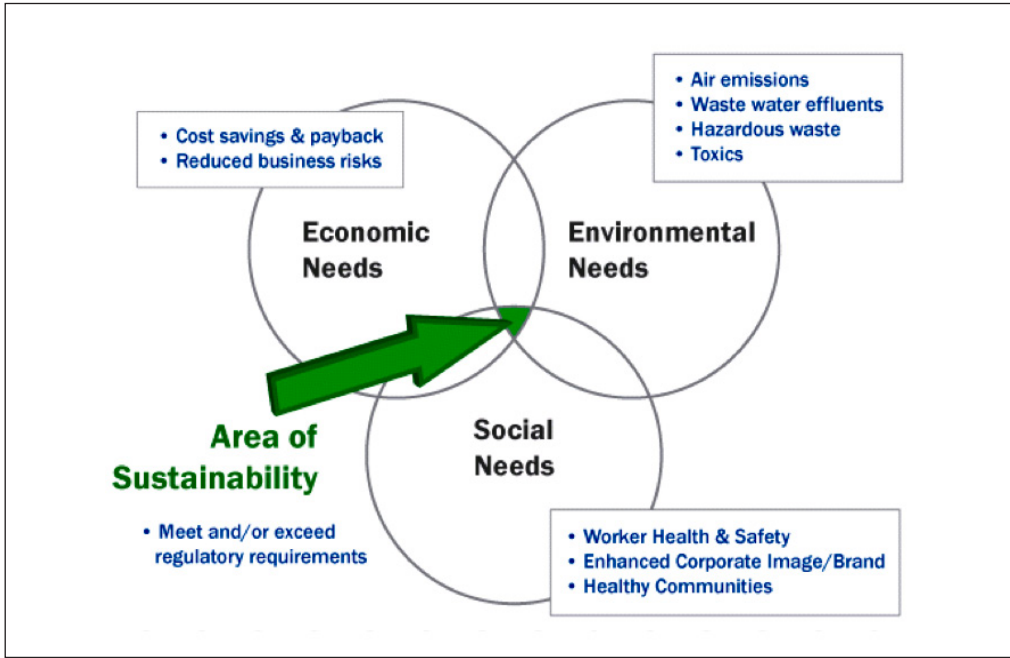 • Air emissions
• Waste water effluents
• Hazardous waste
• Toxics
• Cost savings & payback
• Reduced business risks
Economic
Needs
Environmental
Needs
Social
Needs
Area of
Sustainability
• Meet and/or exceed
regulatory requirements
• Worker Health & Safety
• Enhanced Corporate Image/Brand
• Healthy Communities